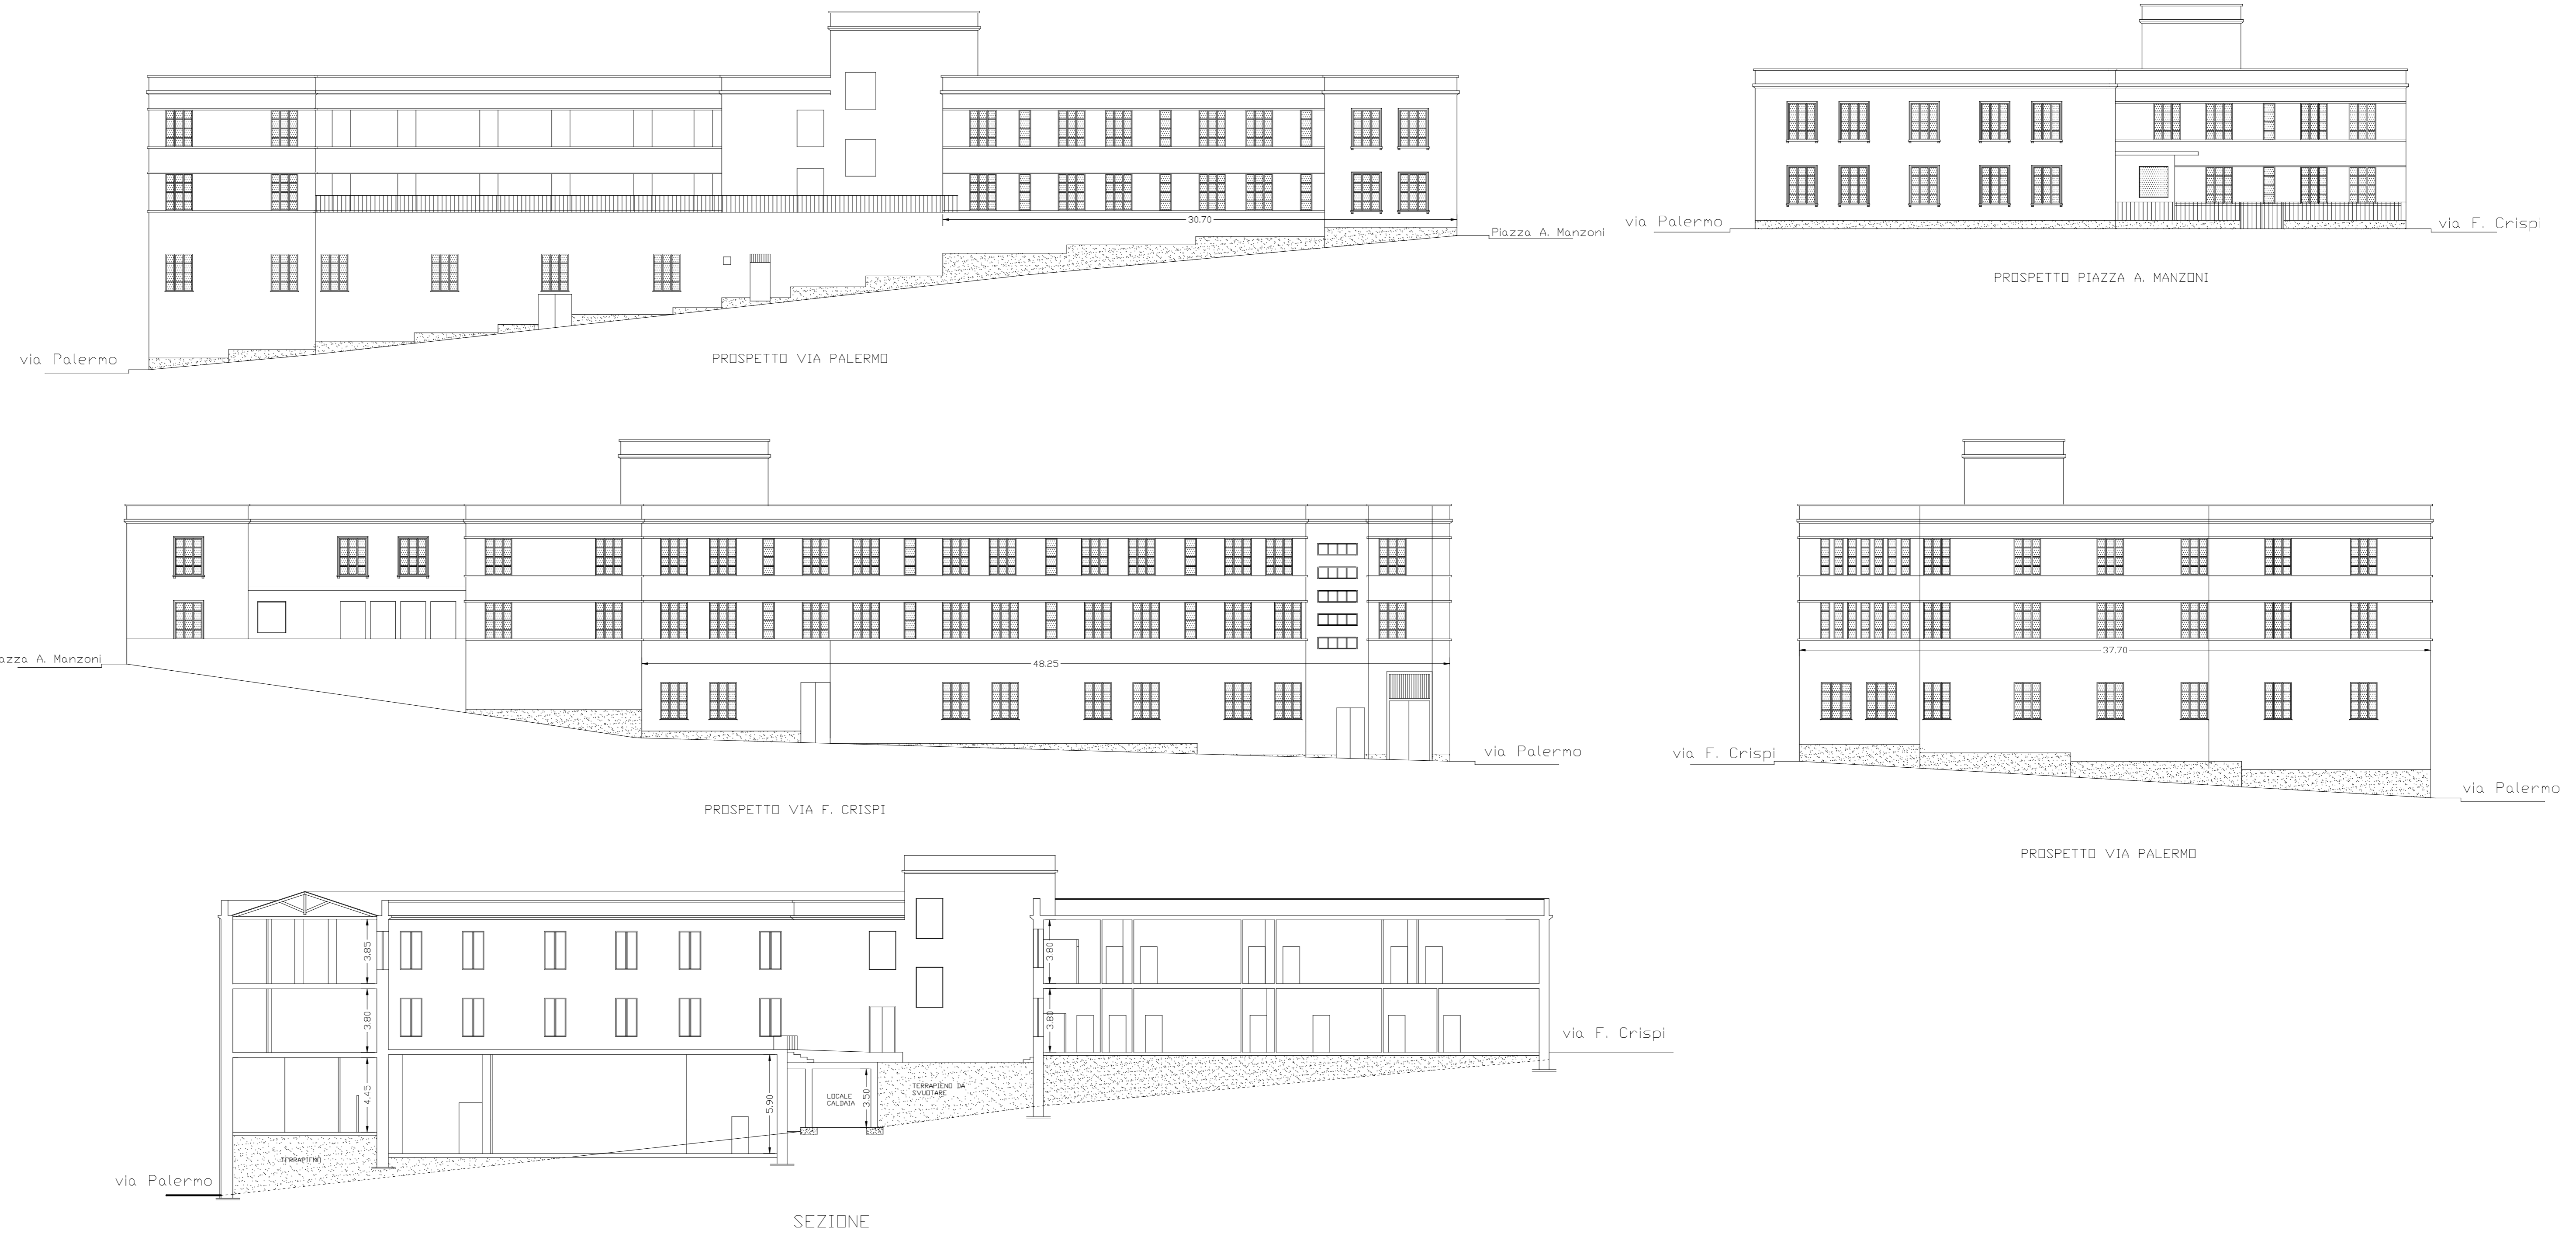 30.70
Piazza A. Manzoni
via Palermo
PROSPETTO VIA PALERMO
via Palermo
via F. Crispi
PROSPETTO PIAZZA A. MANZONI
azza A. Manzoni
48.25
via Palermo
PROSPETTO VIA F. CRISPI
37.70
via F. Crispi
via Palermo
PROSPETTO VIA PALERMO
3.85
3.80
4.45
5.90
LOCALE
CALDAIA
3.50
TERRAPIENO DA
SVUOTARE
3.80
3.80
via F. Crispi
TERRAPIENO
via Palermo
SEZIONE